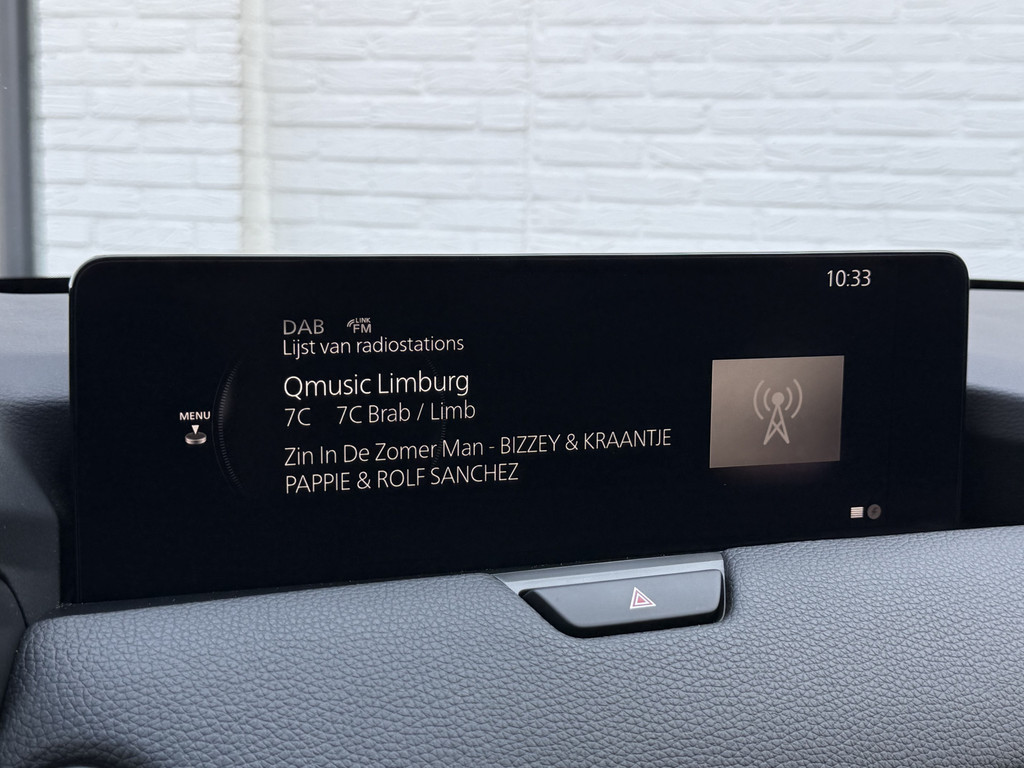 10:33
DAB LINK FM
Lijst van radiostations
Qmusic Limburg
MENU
7C 7C Brab / Limb
Zin In De Zomer Man - BIZZEY & KRAANTJE
PAPPIE & ROLF SANCHEZ